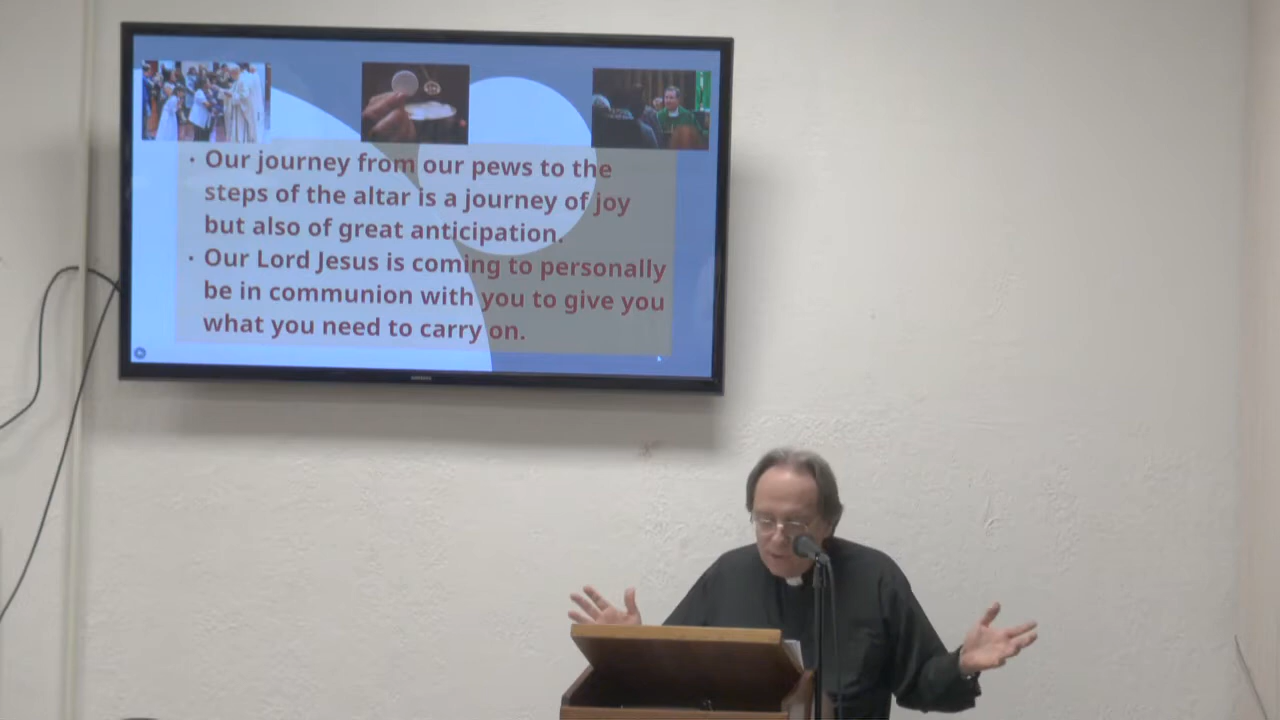 · Our journey from our pews to the
steps of the altar is a journey of joy
but also of great anticipation.
· Our Lord Jesus is coming to personally
be in communion with you to give you
what you need to carry on.